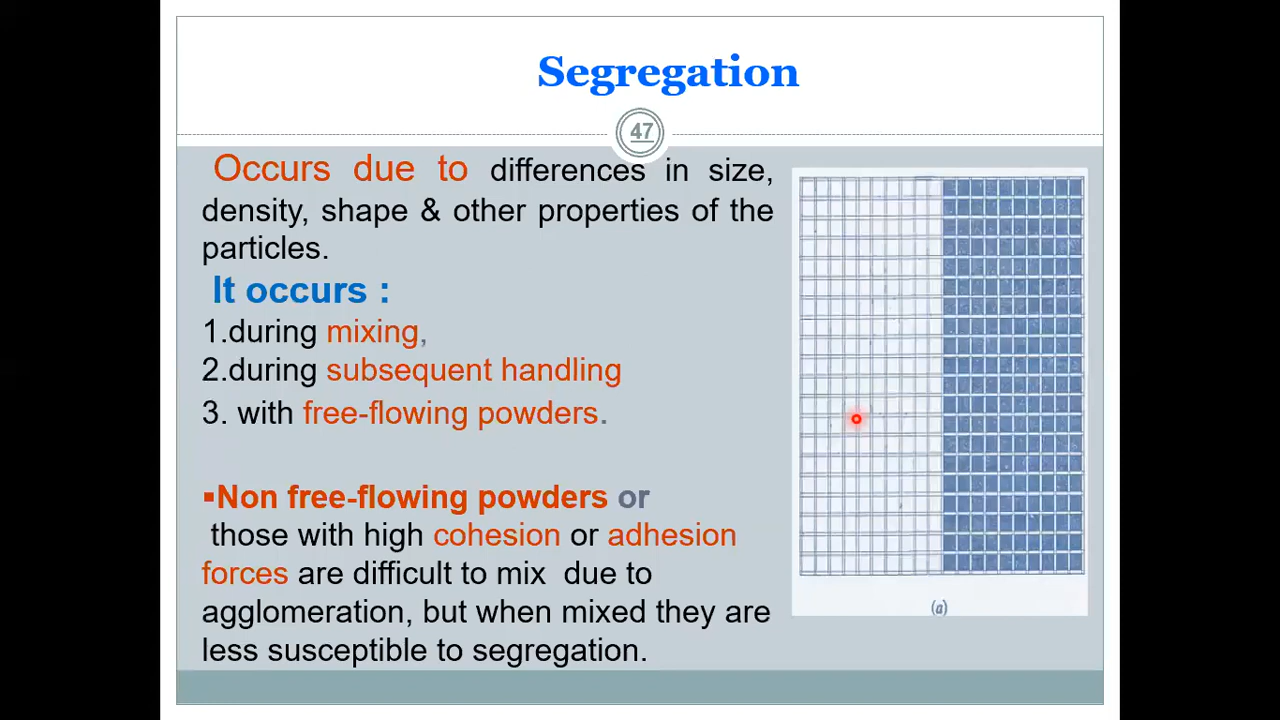 Segregation
47
Occurs due to differences in size,
density, shape & other properties of the
particles.
It occurs :
1.during mixing,
2.during subsequent handling
3. with free-flowing powders.
▪Non free-flowing powders or
those with high cohesion or adhesion
forces are difficult to mix due to
agglomeration, but when mixed they are
less susceptible to segregation.
(a)